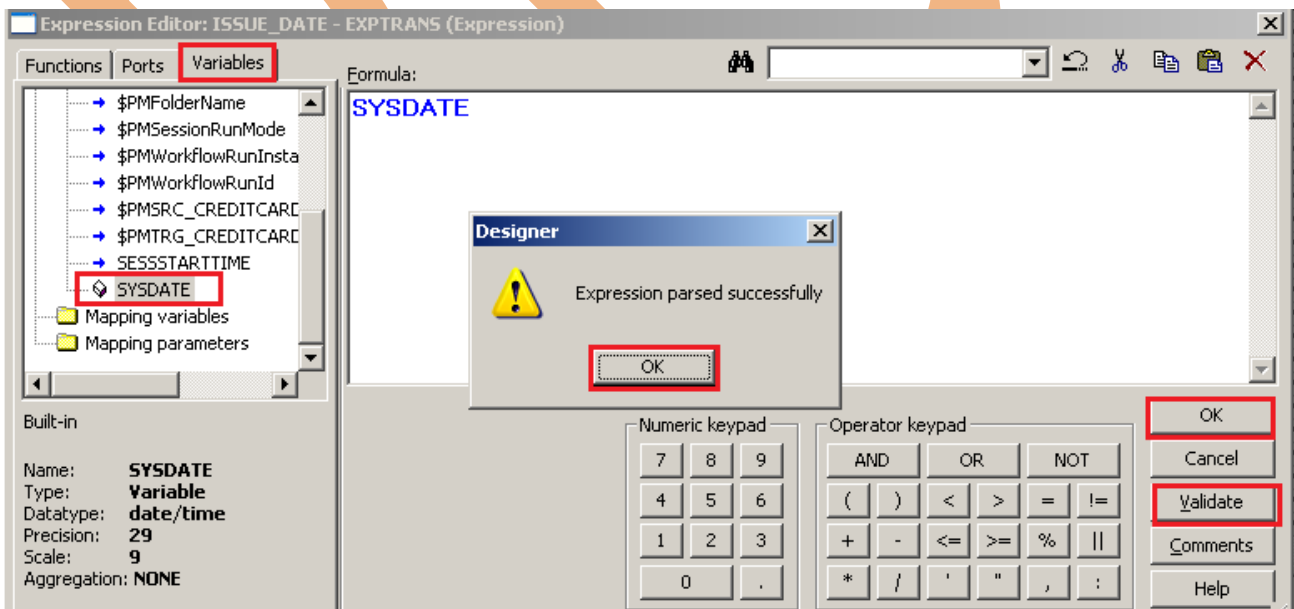 Expression Editor: ISSUE_DATE - EXPTRANS (Expression)
Functions
Ports
Variables
Formula:
$PMFolderName
$PMSessionRunMode
$PMWorkflowRunInsta
$PMWorkflowRunId
$PMSRC_CREDITCARD
$PMTRG_CREDITCARD
SESSSTARTTIME
SYSDATE
Mapping variables
Mapping parameters
SYSDATE
Designer
Expression parsed successfully
OK
Built-in
Name: SYSDATE
Type: Variable
Datatype: date/time
Precision: 29
Scale: 9
Aggregation: NONE
Numeric keypad
7 8 9
4 5 6
1 2 3
0 .
Operator keypad
AND OR NOT
( ) < > = !=
+ - <= >= % ||
* / ' " , :
OK
Cancel
Validate
Comments
Help